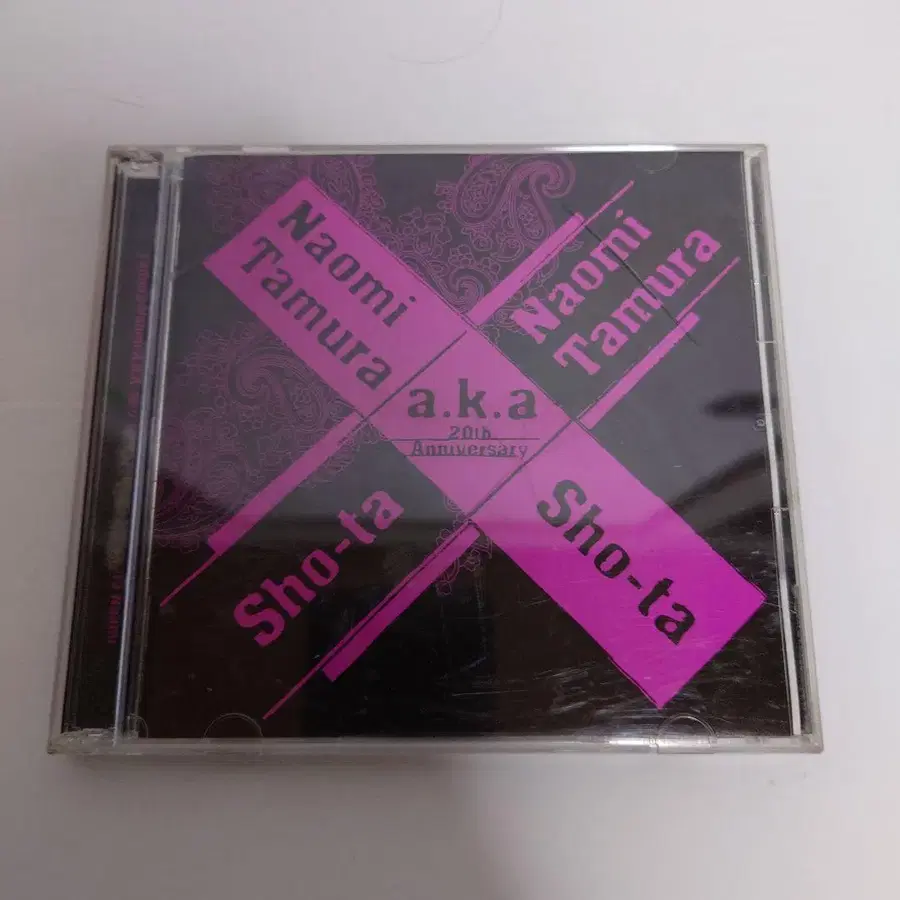 Naomi
Tamura
Naomi
Tamura
a.k.a
20th
Anniversary
Sho-ta
Sho-ta